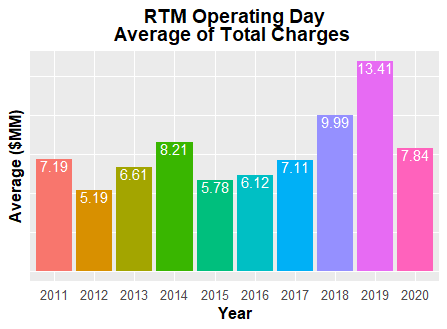 RTM Operating Day
Average of Total Charges
Average ($MM)
7.19
5.19
6.61
8.21
5.78
6.12
7.11
9.99
13.41
7.84
2011 2012 2013 2014 2015 2016 2017 2018 2019 2020
Year